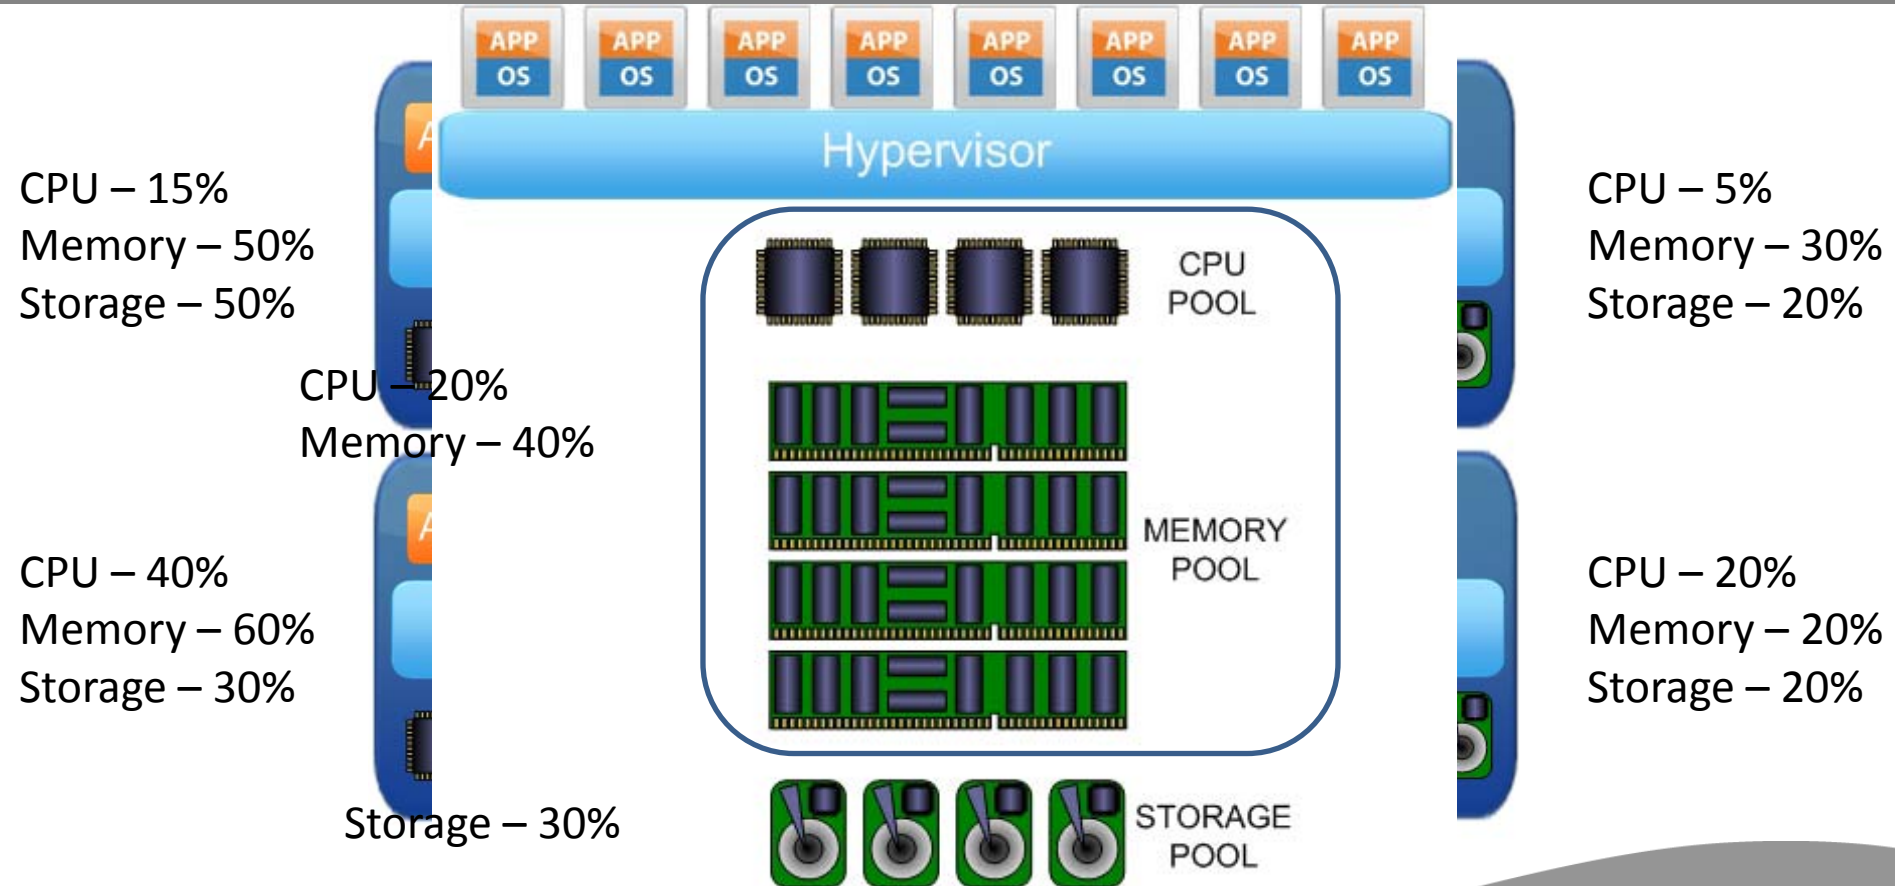 APP APP APP APP APP APP APP APP
OS OS OS OS OS OS OS OS
Hypervisor
CPU – 15%
Memory – 50%
Storage – 50%
CPU – 5%
Memory – 30%
Storage – 20%
CPU
POOL
CPU – 20%
Memory – 40%
MEMORY
POOL
CPU – 40%
Memory – 60%
Storage – 30%
CPU – 20%
Memory – 20%
Storage – 20%
Storage – 30%
STORAGE
POOL